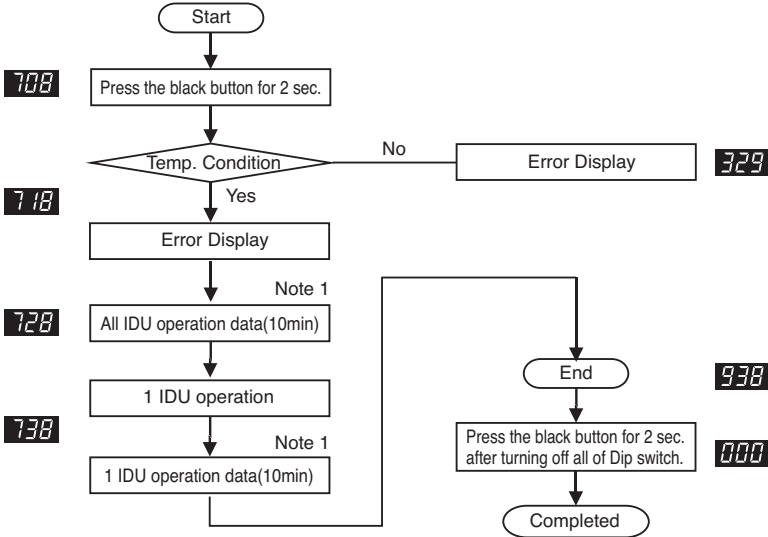 Start
708
Press the black button for 2 sec.
Temp. Condition
No
Error Display
329
718
Yes
Error Display
Note 1
728
All IDU operation data(10min)
1 IDU operation
738
Note 1
1 IDU operation data(10min)
End
938
Press the black button for 2 sec.
after turning off all of Dip switch.
000
Completed